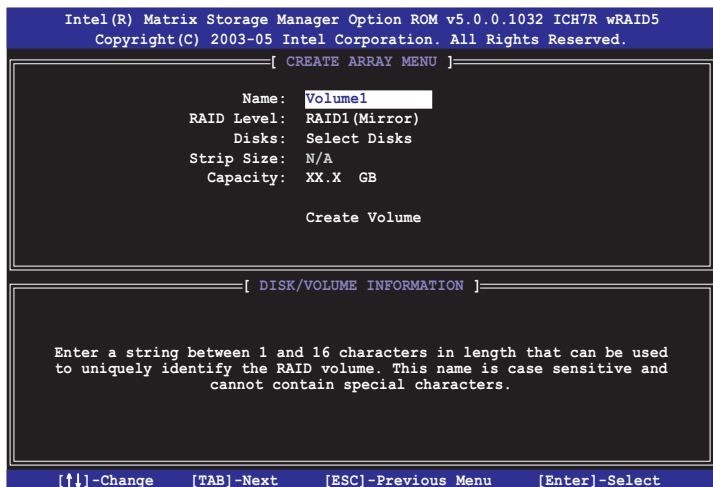 Intel(R) Matrix Storage Manager Option ROM v5.0.0.1032 ICH7R wRAID5
Copyright(C) 2003-05 Intel Corporation. All Rights Reserved.
[ CREATE ARRAY MENU ]
Name: Volume1
RAID Level: RAID1(Mirror)
Disks: Select Disks
Strip Size: N/A
Capacity: XX.X GB
Create Volume
[ DISK/VOLUME INFORMATION ]
Enter a string between 1 and 16 characters in length that can be used
to uniquely identify the RAID volume. This name is case sensitive and
cannot contain special characters.
[↑↓]-Change [TAB]-Next [ESC]-Previous Menu [Enter]-Select